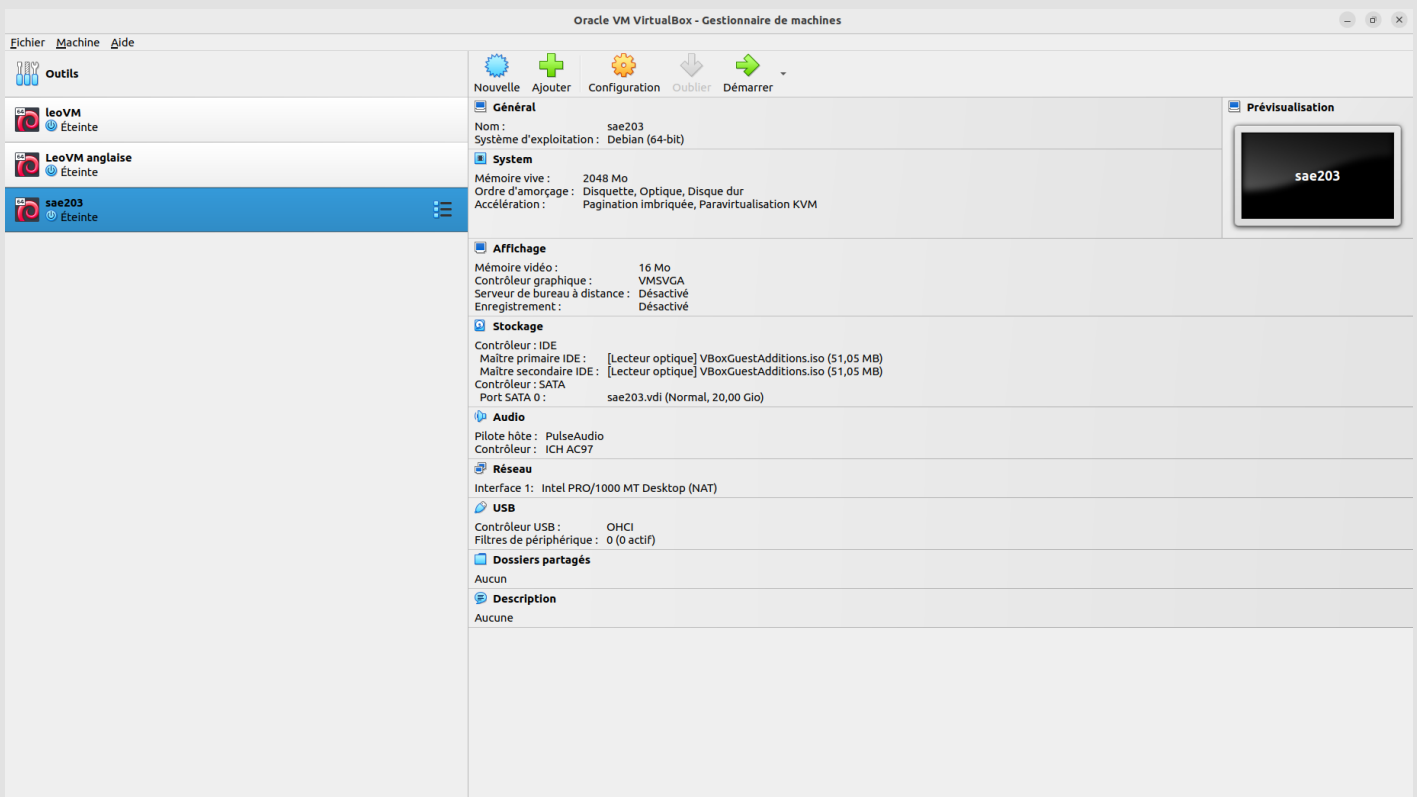 Oracle VM VirtualBox - Gestionnaire de machines
Fichier Machine Aide
Outils
Nouvelle Ajouter Configuration Oublier Démarrer
64 leoVM
Éteinte
64 LeoVM anglaise
Éteinte
64 sae203
Éteinte
Général
Nom : sae203
Système d'exploitation : Debian (64-bit)
System
Mémoire vive : 2048 Mo
Ordre d'amorçage : Disquette, Optique, Disque dur
Accélération : Pagination imbriquée, Paravirtualisation KVM
Prévisualisation
sae203
Affichage
Mémoire vidéo : 16 Mo
Contrôleur graphique : VMSVGA
Serveur de bureau à distance : Désactivé
Enregistrement : Désactivé
Stockage
Contrôleur : IDE
Maître primaire IDE : [Lecteur optique] VBoxGuestAdditions.iso (51,05 MB)
Maître secondaire IDE : [Lecteur optique] VBoxGuestAdditions.iso (51,05 MB)
Contrôleur : SATA
Port SATA 0 : sae203.vdi (Normal, 20,00 Gio)
Audio
Pilote hôte : PulseAudio
Contrôleur : ICH AC97
Réseau
Interface 1: Intel PRO/1000 MT Desktop (NAT)
USB
Contrôleur USB : OHCI
Filtres de périphérique : 0 (0 actif)
Dossiers partagés
Aucun
Description
Aucune